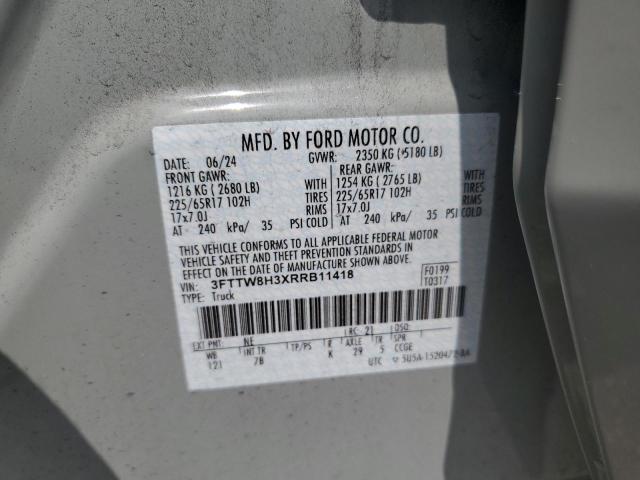 MFD. BY FORD MOTOR CO.
DATE: 06/24 GVWR: 2350 KG (5180 LB)
FRONT GAWR: REAR GAWR:
1216 KG (2680 LB) WITH 1254 KG (2765 LB) WITH
225/65R17 102H TIRES 225/65R17 102H TIRES
17x7.0J RIMS 17x7.0J RIMS
AT 240 kPa/ 35 PSI COLD AT 240 kPa/ 35 PSI COLD
THIS VEHICLE CONFORMS TO ALL APPLICABLE FEDERAL MOTOR
VEHICLE SAFETY AND THEFT PREVENTION STANDARDS IN
EFFECT ON THE DATE OF MANUFACTURE SHOWN ABOVE.
VIN: 3FTTW8H3XRRB11418 F0199
TYPE: Truck T0317
EXT PNT: NE RC: 21 DSO:
WB INT TR TP/PS R AXLE TR SPR
121 7B K 29 5 CCGE
UTC